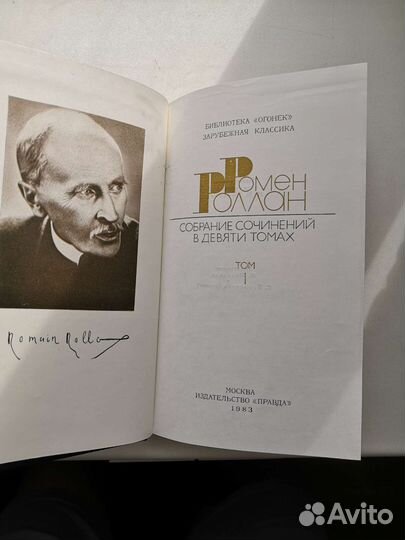 Romain Rolland
БИБЛИОТЕКА «ОГОНЕК»
ЗАРУБЕЖНАЯ КЛАССИКА
Ромен
Роллан
СОБРАНИЕ СОЧИНЕНИЙ
В ДЕВЯТИ ТОМАХ
ТОМ
1
МОСКВА
ИЗДАТЕЛЬСТВО «ПРАВДА»
1983
Avito